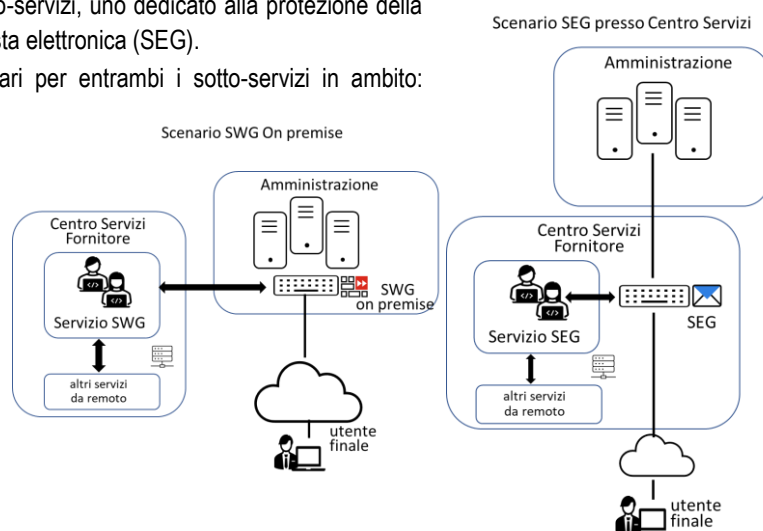 o-servizi, uno dedicato alla protezione della
sta elettronica (SEG).
ari per entrambi i sotto-servizi in ambito:
Scenario SWG On premise
Amministrazione
Centro Servizi
Fornitore
Servizio SWG
SWG
on premise
altri servizi
da remoto
utente
finale
Scenario SEG presso Centro Servizi
Amministrazione
Centro Servizi
Fornitore
Servizio SEG
SEG
altri servizi
da remoto
utente
finale